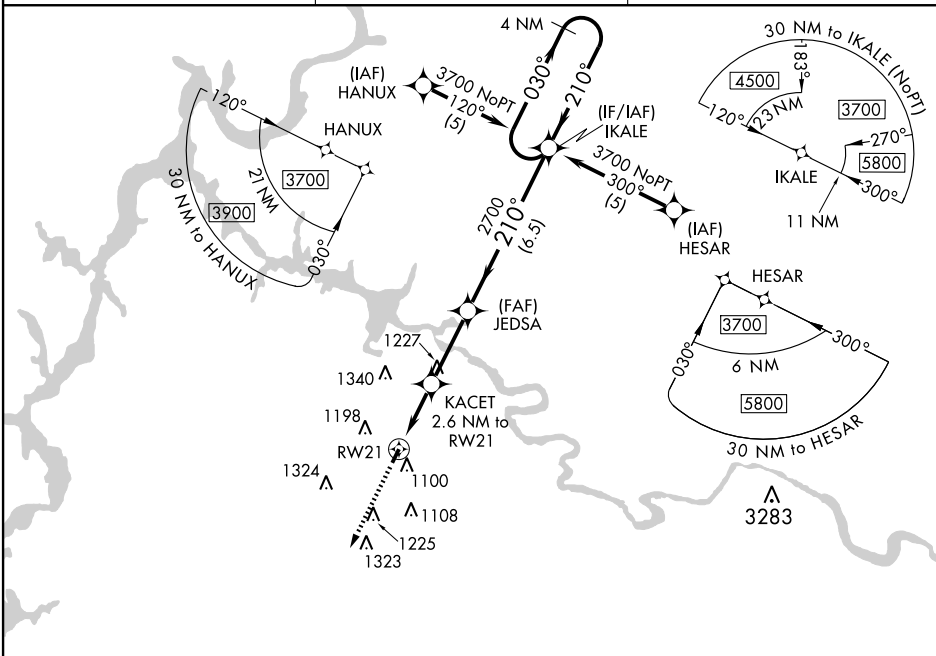 4 NM
030°
210°
(IAF)
HANUX
3700 NoPT
120°
(5)
(IF/IAF)
IKALE
3700 NoPT
300°
(5)
(IAF)
HESAR
2700
210°
(6.5)
(FAF)
JEDSA
1227
1340
KACET
2.6 NM to
RW21
1198
RW21
1324
1100
1108
1225
1323
3283
120°
HANUX
21 NM
3700
3900
30 NM to HANUX
030°
30 NM to IKALE (NoPT)
183°
4500
23 NM
3700
120°
270°
5800
IKALE
300°
11 NM
HESAR
3700
030°
300°
6 NM
5800
30 NM to HESAR